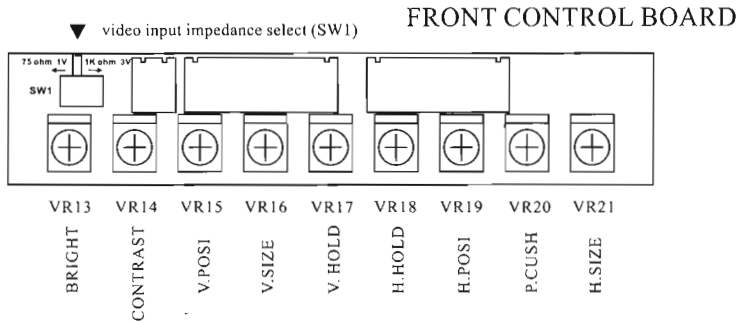 FRONT CONTROL BOARD
video input impedance select (SW1)
75 ohm 1V 1K ohm 3V
SW1
VR13 VR14 VR15 VR16 VR17 VR18 VR19 VR20 VR21
BRIGHT CONTRAST V.POSI V.SIZE V. HOLD H.HOLD H.POSI P.CUSH H.SIZE